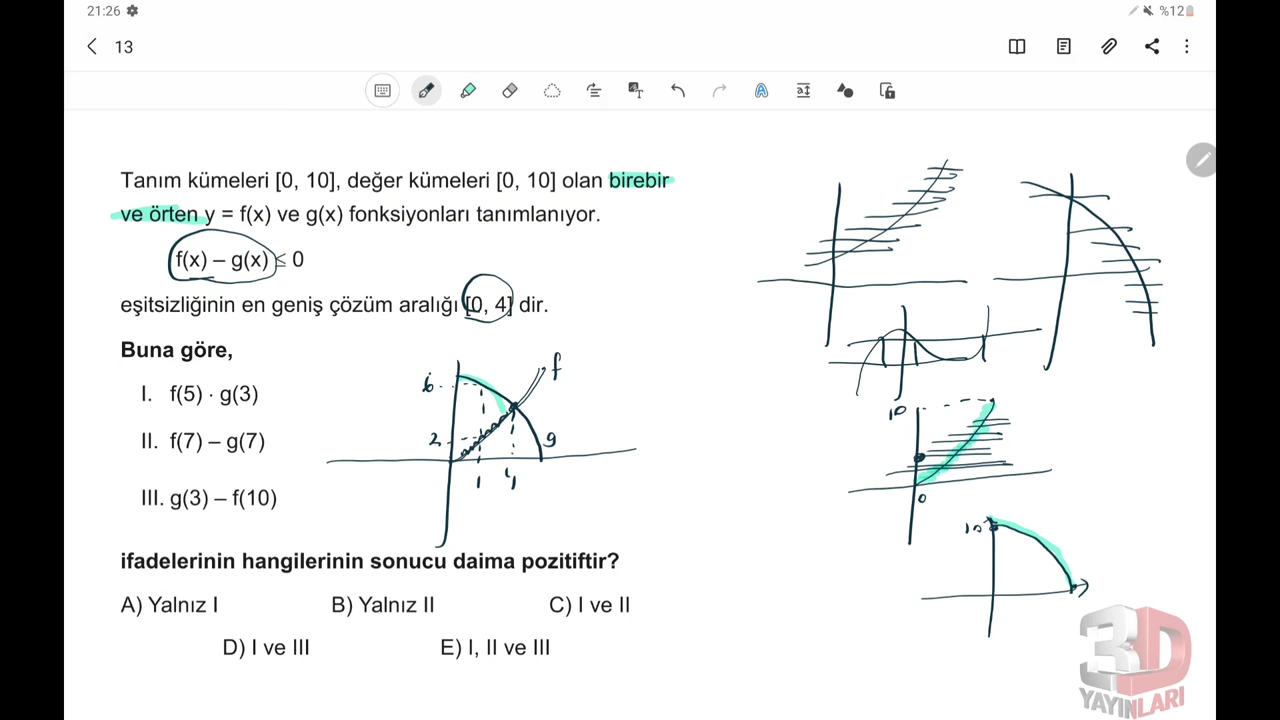 21:26
%12
13
Tanım kümeleri [0, 10], değer kümeleri [0, 10] olan birebir
ve örten y = f(x) ve g(x) fonksiyonları tanımlanıyor.
f(x) – g(x) ≤ 0
eşitsizliğinin en geniş çözüm aralığı [0, 4] dir.
Buna göre,
I. f(5) · g(3)
II. f(7) – g(7)
III. g(3) – f(10)
6
2
1
4
f
g
10
0
10
ifadelerinin hangilerinin sonucu daima pozitiftir?
A) Yalnız I
B) Yalnız II
C) I ve II
D) I ve III
E) I, II ve III
3D
YAYINLARI